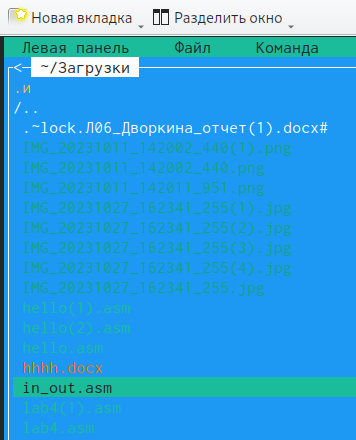 Новая вкладка Разделить окно
Левая панель Файл Команда
<─ ~/Загрузки
.и
/..
.~lock.Л06_Дворкина_отчет(1).docx#
IMG_20231011_142002_440(1).png
IMG_20231011_142002_440.png
IMG_20231011_142011_951.png
IMG_20231027_162341_255(1).jpg
IMG_20231027_162341_255(2).jpg
IMG_20231027_162341_255(3).jpg
IMG_20231027_162341_255(4).jpg
IMG_20231027_162341_255.jpg
hello(1).asm
hello(2).asm
hello.asm
hhhh.docx
in_out.asm
lab4(1).asm
lab4.asm